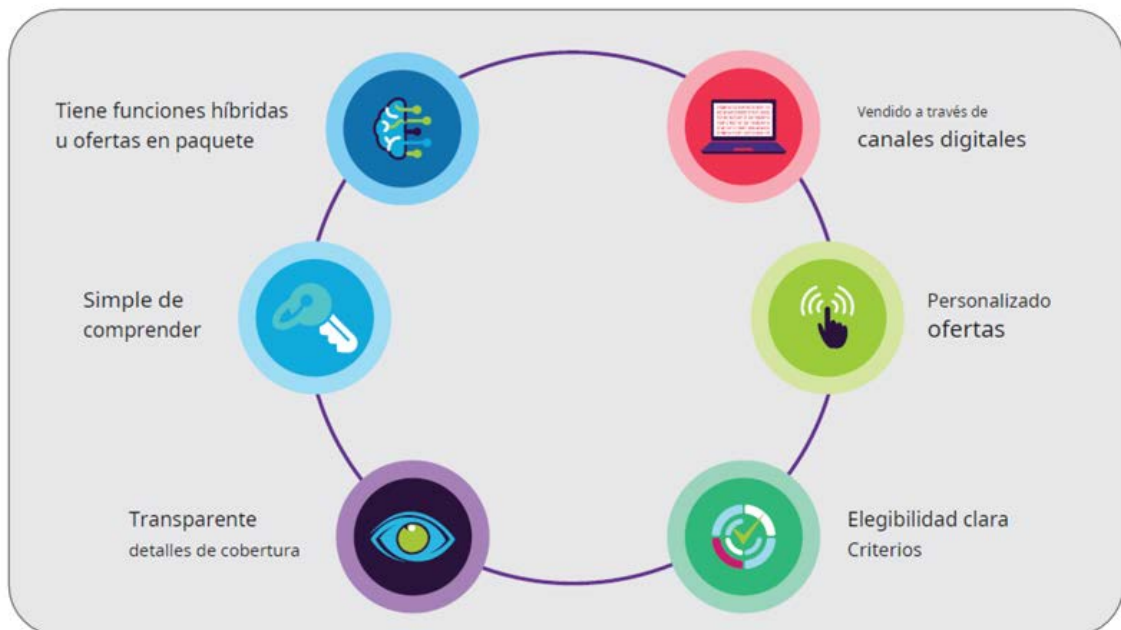 Tiene funciones híbridas
u ofertas en paquete
Vendido a través de
canales digitales
Simple de
comprender
Personalizado
ofertas
Transparente
detalles de cobertura
Elegibilidad clara
Criterios